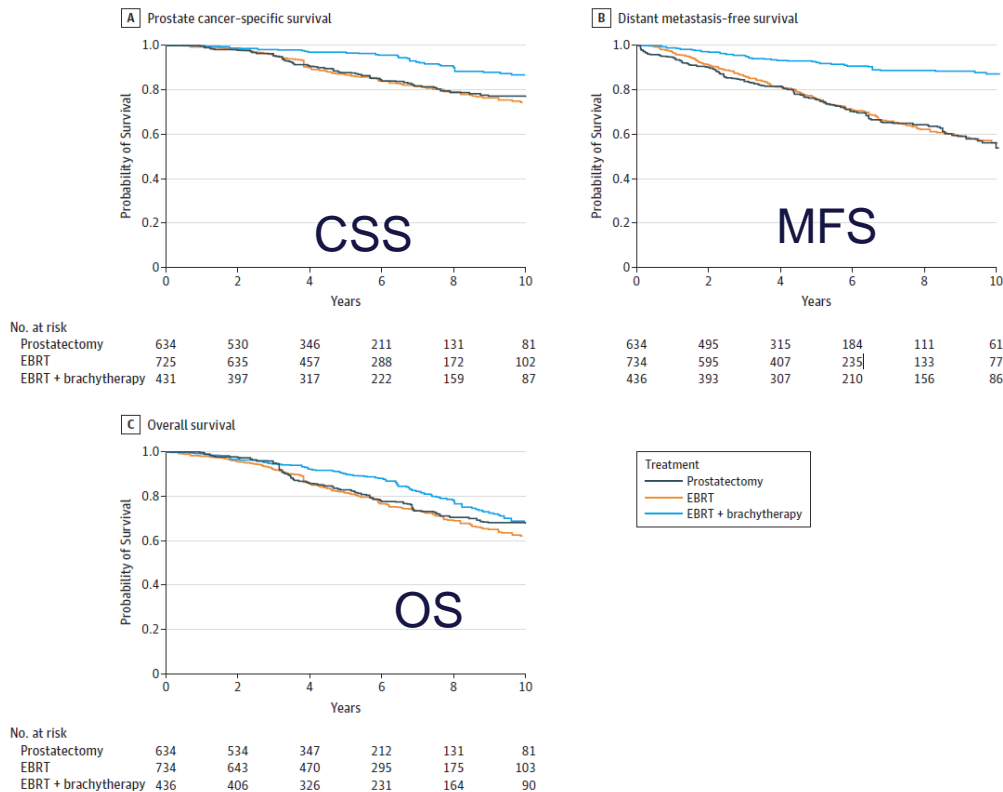 A Prostate cancer-specific survival
1.0
0.8
0.6
0.4
0.2
0
Probability of Survival
CSS
0 2 4 6 8 10
Years
No. at risk
Prostatectomy 634 530 346 211 131 81
EBRT 725 635 457 288 172 102
EBRT + brachytherapy 431 397 317 222 159 87
B Distant metastasis-free survival
1.0
0.8
0.6
0.4
0.2
0
Probability of Survival
MFS
0 2 4 6 8 10
Years
634 495 315 184 111 61
734 595 407 235 133 77
436 393 307 210 156 86
C Overall survival
1.0
0.8
0.6
0.4
0.2
0
Probability of Survival
OS
0 2 4 6 8 10
Years
No. at risk
Prostatectomy 634 534 347 212 131 81
EBRT 734 643 470 295 175 103
EBRT + brachytherapy 436 406 326 231 164 90
Treatment
Prostatectomy
EBRT
EBRT + brachytherapy